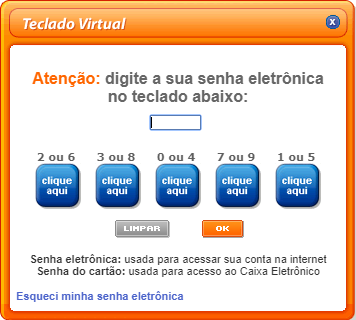 Teclado Virtual
x
Atenção: digite a sua senha eletrônica
no teclado abaixo:
2 ou 6 3 ou 8 0 ou 4 7 ou 9 1 ou 5
clique aqui clique aqui clique aqui clique aqui clique aqui
LIMPAR OK
Senha eletrônica: usada para acessar sua conta na internet
Senha do cartão: usada para acesso ao Caixa Eletrônico
Esqueci minha senha eletrônica